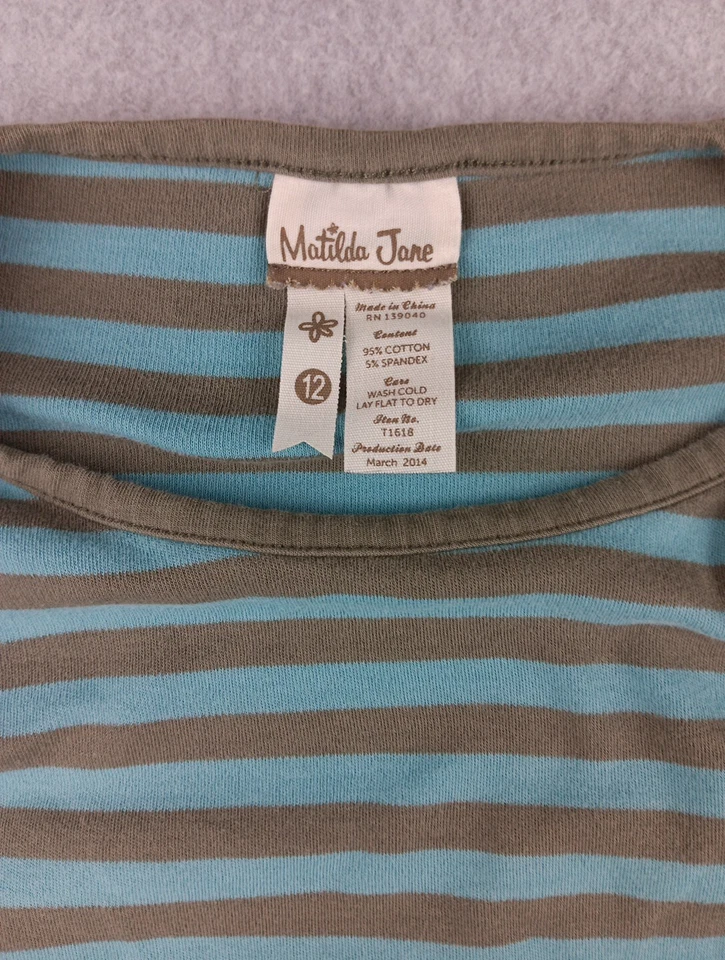 Matilda Jane
12
Made in China
RN 139040
Content
95% COTTON
5% SPANDEX
Care
WASH COLD
LAY FLAT TO DRY
Item No.
T1618
Production Date
March 2014